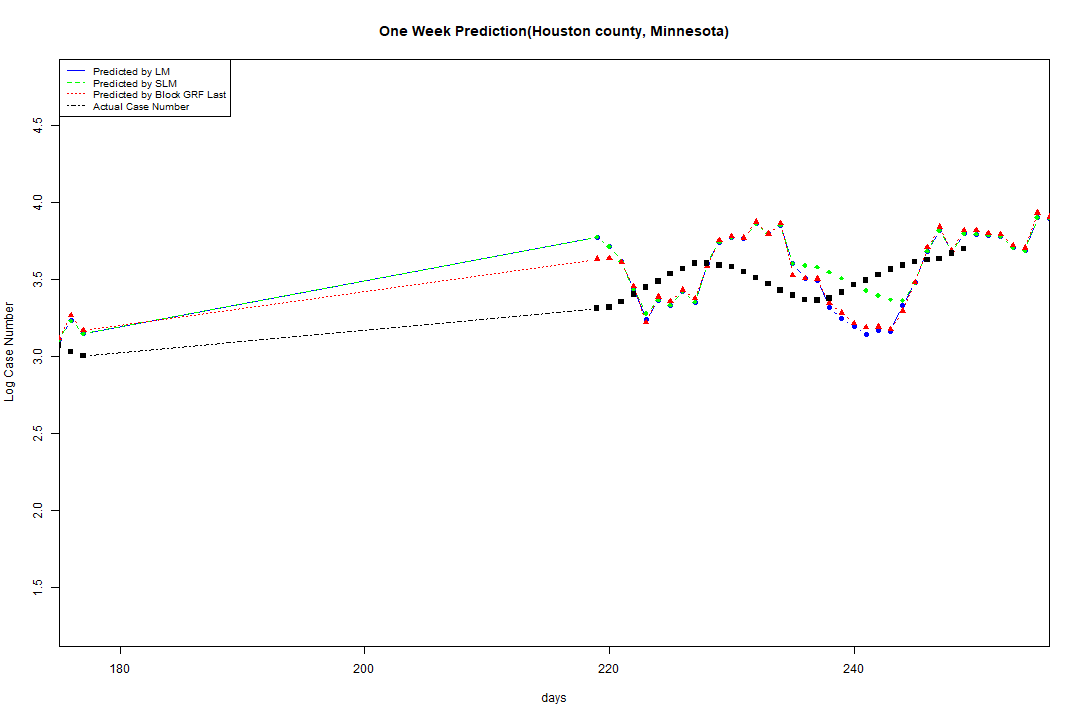 One Week Prediction(Houston county, Minnesota)
Predicted by LM
Predicted by SLM
Predicted by Block GRF Last
Actual Case Number
4.5
4.0
3.5
3.0
2.5
2.0
1.5
Log Case Number
180 200 220 240
days